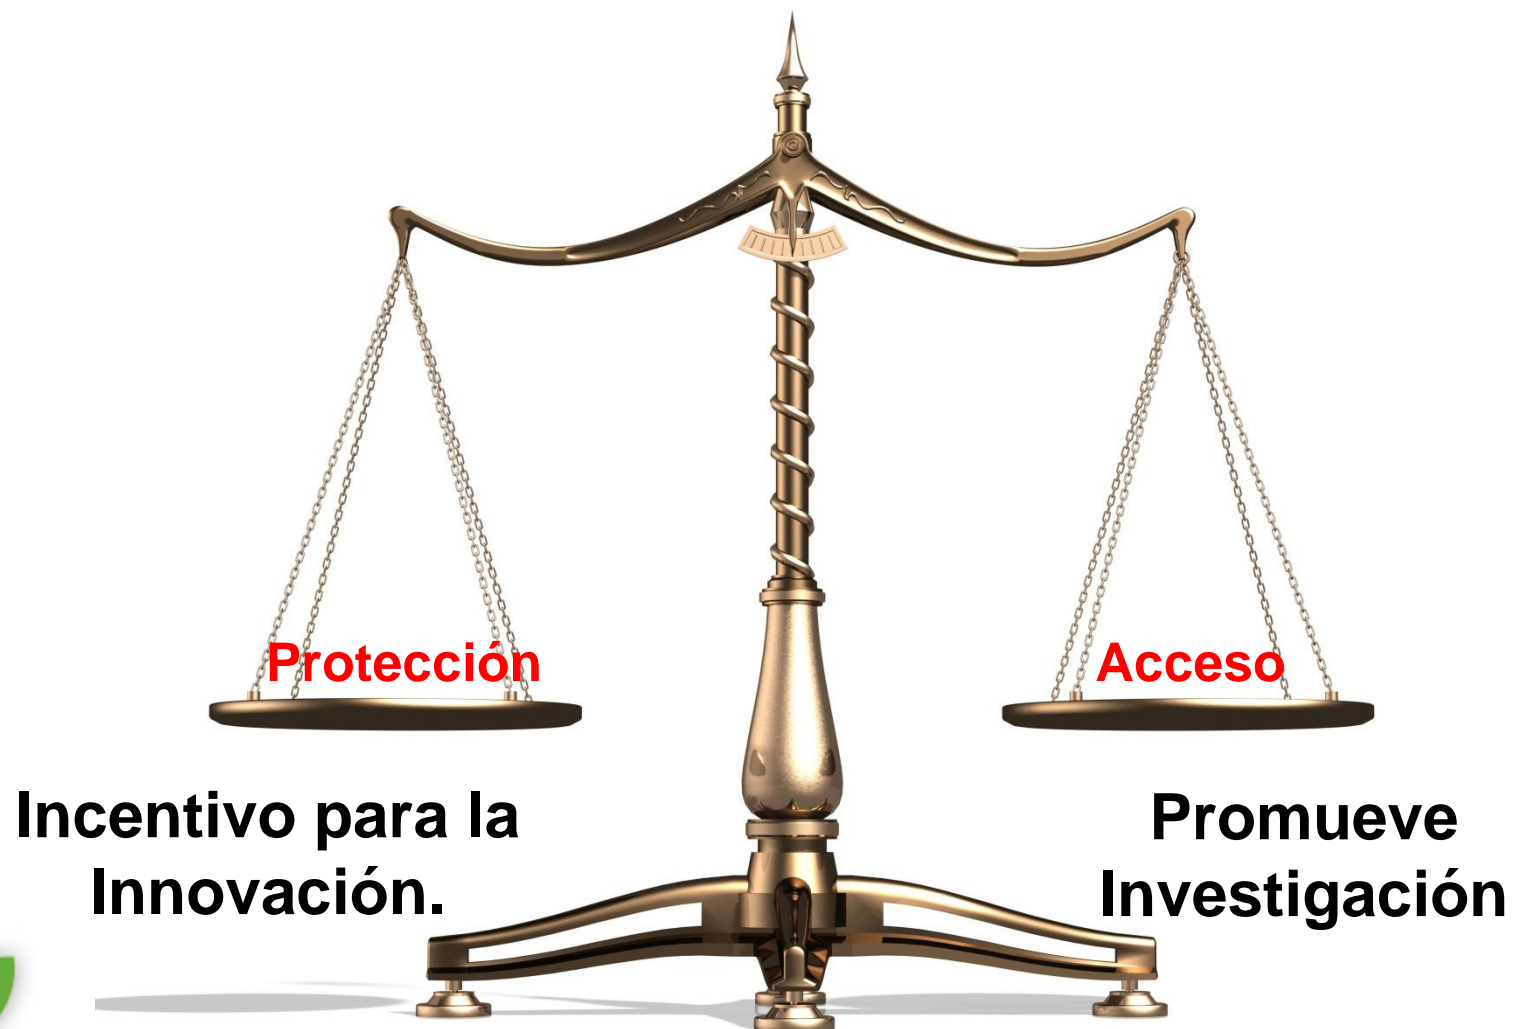 Protección
Acceso
Incentivo para la
Innovación.
Promueve
Investigación